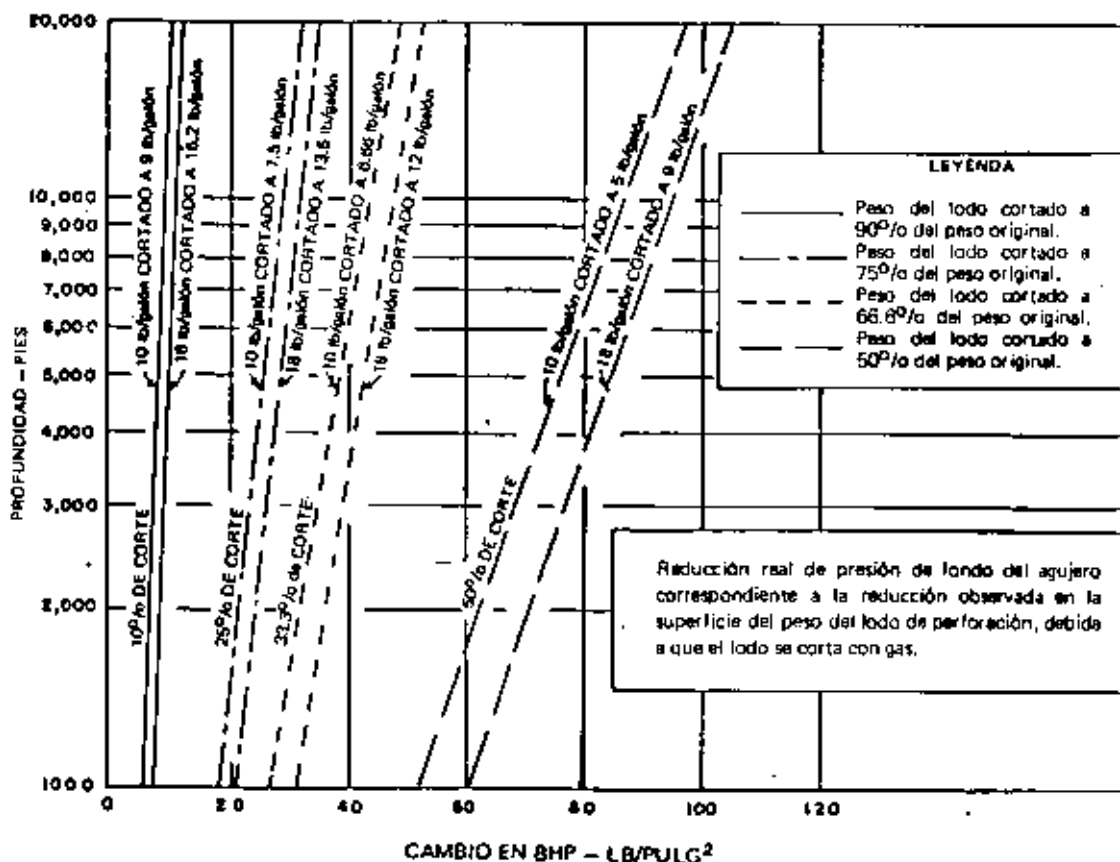 20,000
10,000
9,000
8,000
7,000
6,000
5,000
4,000
3,000
2,000
1000
PROFUNDIDAD – PIES
0
20
40
60
80
100
120
CAMBIO EN BHP – LB/PULG²
10 lb/galón CORTADO A 9 lb/galón
18 lb/galón CORTADO A 16.2 lb/galón
10 lb/galón CORTADO A 7.5 lb/galón
18 lb/galón CORTADO A 13.5 lb/galón
10 lb/galón CORTADO A 6.66 lb/galón
18 lb/galón CORTADO A 12 lb/galón
10 lb/galón CORTADO A 5 lb/galón
18 lb/galón CORTADO A 9 lb/galón
10º/o DE CORTE
25º/o DE CORTE
33.3º/o de CORTE
50º/o DE CORTE
LEYENDA
Peso del lodo cortado a
90º/o del peso original.
Peso del lodo cortado a
75º/o del peso original.
Peso del lodo cortado a
66.6º/o del peso original.
Peso del lodo cortado a
50º/o del peso original.
Reducción real de presión de fondo del agujero
correspondiente a la reducción observada en la
superficie del peso del lodo de perforación, debida
a que el lodo se corta con gas.